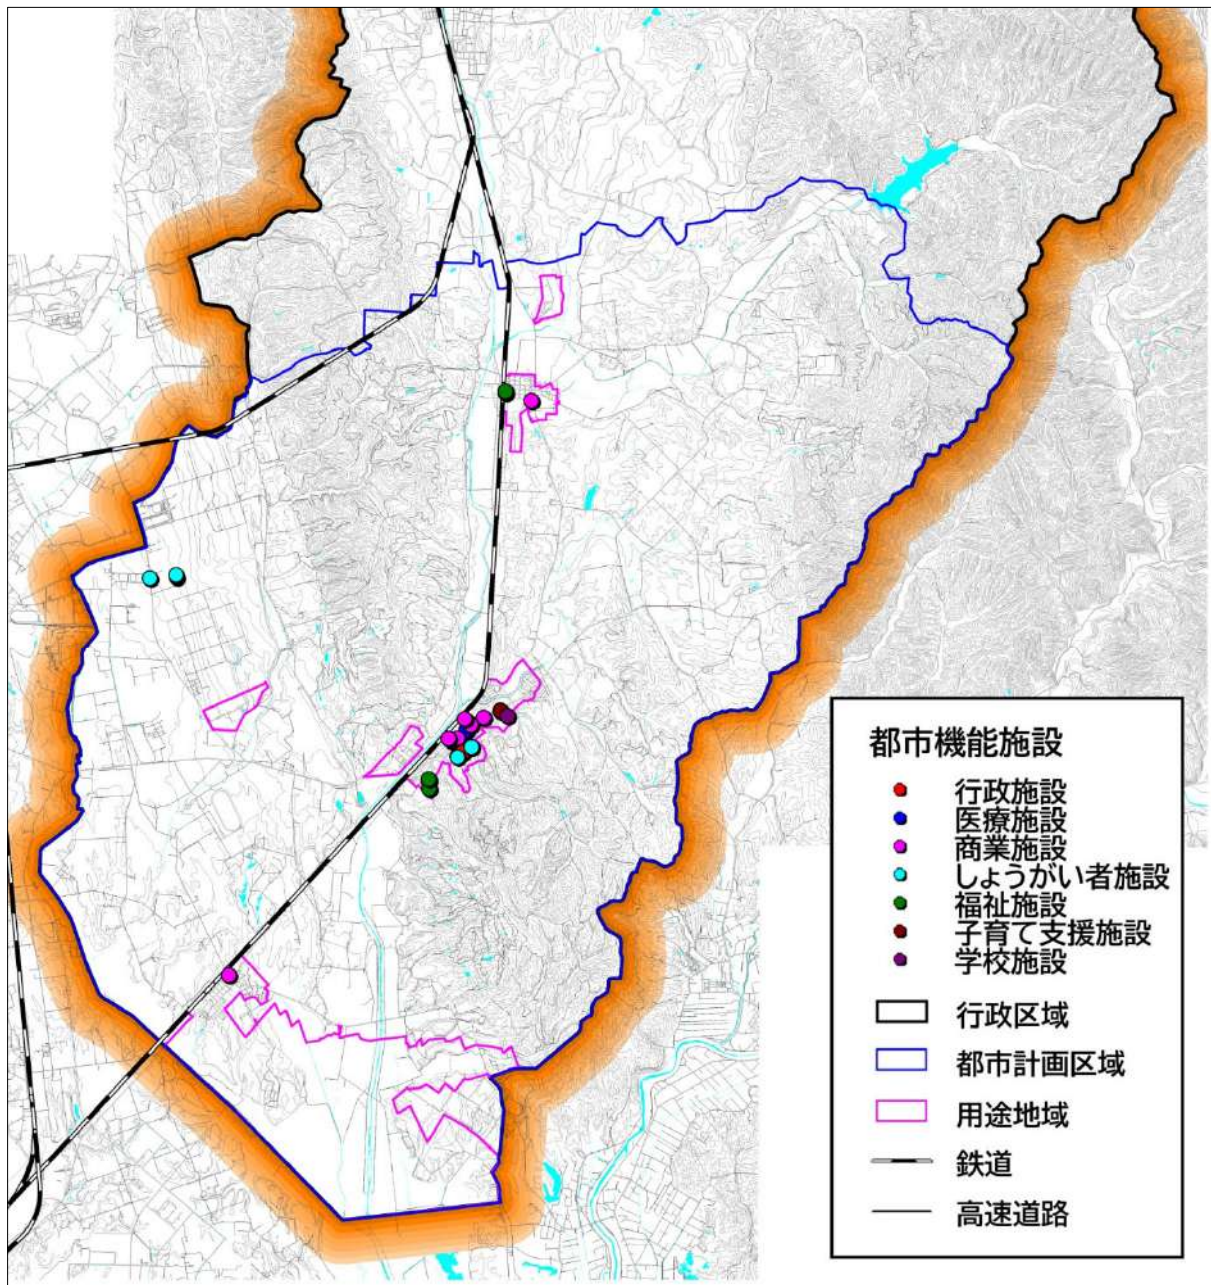 都市機能施設
行政施設
医療施設
商業施設
しょうがい者施設
福祉施設
子育て支援施設
学校施設
行政区域
都市計画区域
用途地域
鉄道
高速道路